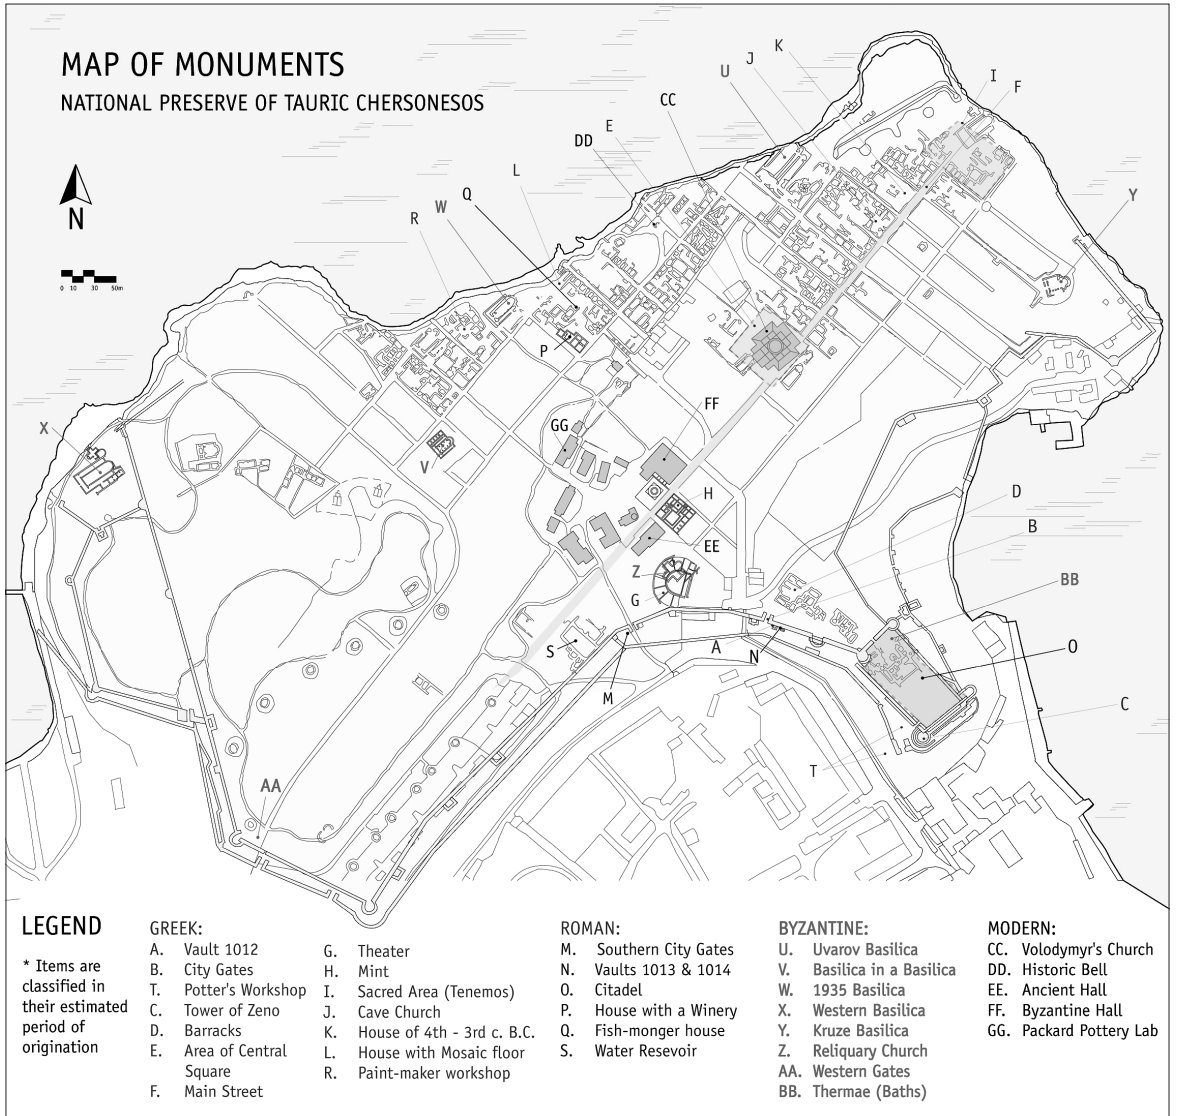 MAP OF MONUMENTS
NATIONAL PRESERVE OF TAURIC CHERSONESOS
N
0 10 30 50m
K
J
I
U
F
CC
E
DD
L
Q
W
R
Y
P
X
FF
GG
V
H
D
B
EE
Z
BB
G
S
A
N
O
M
C
T
AA
LEGEND
* Items are
classified in
their estimated
period of
origination
GREEK:
A. Vault 1012
B. City Gates
T. Potter's Workshop
C. Tower of Zeno
D. Barracks
E. Area of Central
Square
F. Main Street
G. Theater
H. Mint
I. Sacred Area (Tenemos)
J. Cave Church
K. House of 4th - 3rd c. B.C.
L. House with Mosaic floor
R. Paint-maker workshop
ROMAN:
M. Southern City Gates
N. Vaults 1013 & 1014
O. Citadel
P. House with a Winery
Q. Fish-monger house
S. Water Resevoir
BYZANTINE:
U. Uvarov Basilica
V. Basilica in a Basilica
W. 1935 Basilica
X. Western Basilica
Y. Kruze Basilica
Z. Reliquary Church
AA. Western Gates
BB. Thermae (Baths)
MODERN:
CC. Volodymyr's Church
DD. Historic Bell
EE. Ancient Hall
FF. Byzantine Hall
GG. Packard Pottery Lab